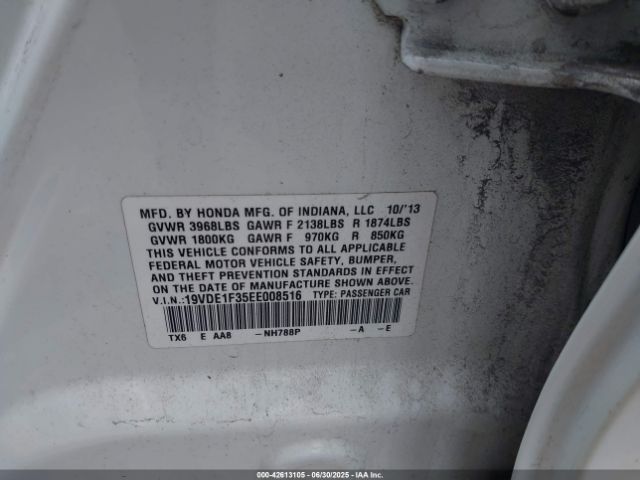 MFD. BY HONDA MFG. OF INDIANA, LLC 10/'13
GVWR 3968LBS GAWR F 2138LBS R 1874LBS
GVWR 1800KG GAWR F 970KG R 850KG
THIS VEHICLE CONFORMS TO ALL APPLICABLE
FEDERAL MOTOR VEHICLE SAFETY, BUMPER,
AND THEFT PREVENTION STANDARDS IN EFFECT
ON THE DATE OF MANUFACTURE SHOWN ABOVE.
V.I.N.:19VDE1F35EE008516 TYPE: PASSENGER CAR
TX6 E AA8 -NH788P -A -E
000-42613105 - 06/30/2025 - IAA Inc.